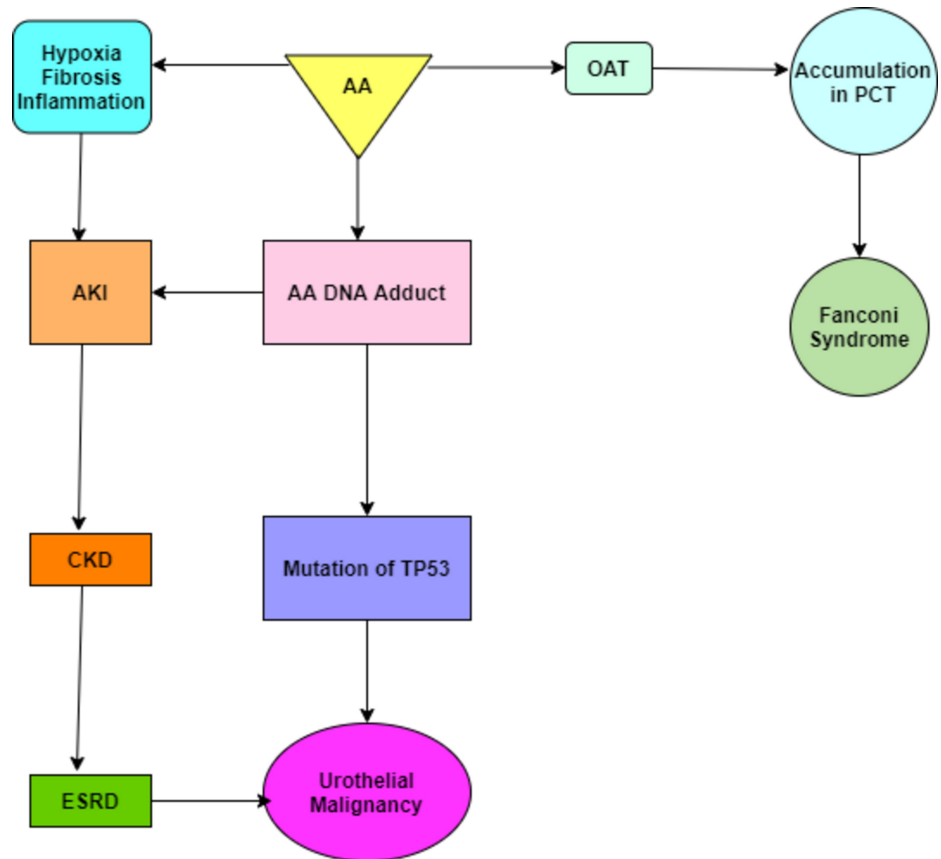 Hypoxia
Fibrosis
Inflammation
AA
OAT
Accumulation
in PCT
AKI
AA DNA Adduct
Fanconi
Syndrome
CKD
Mutation of TP53
ESRD
Urothelial
Malignancy